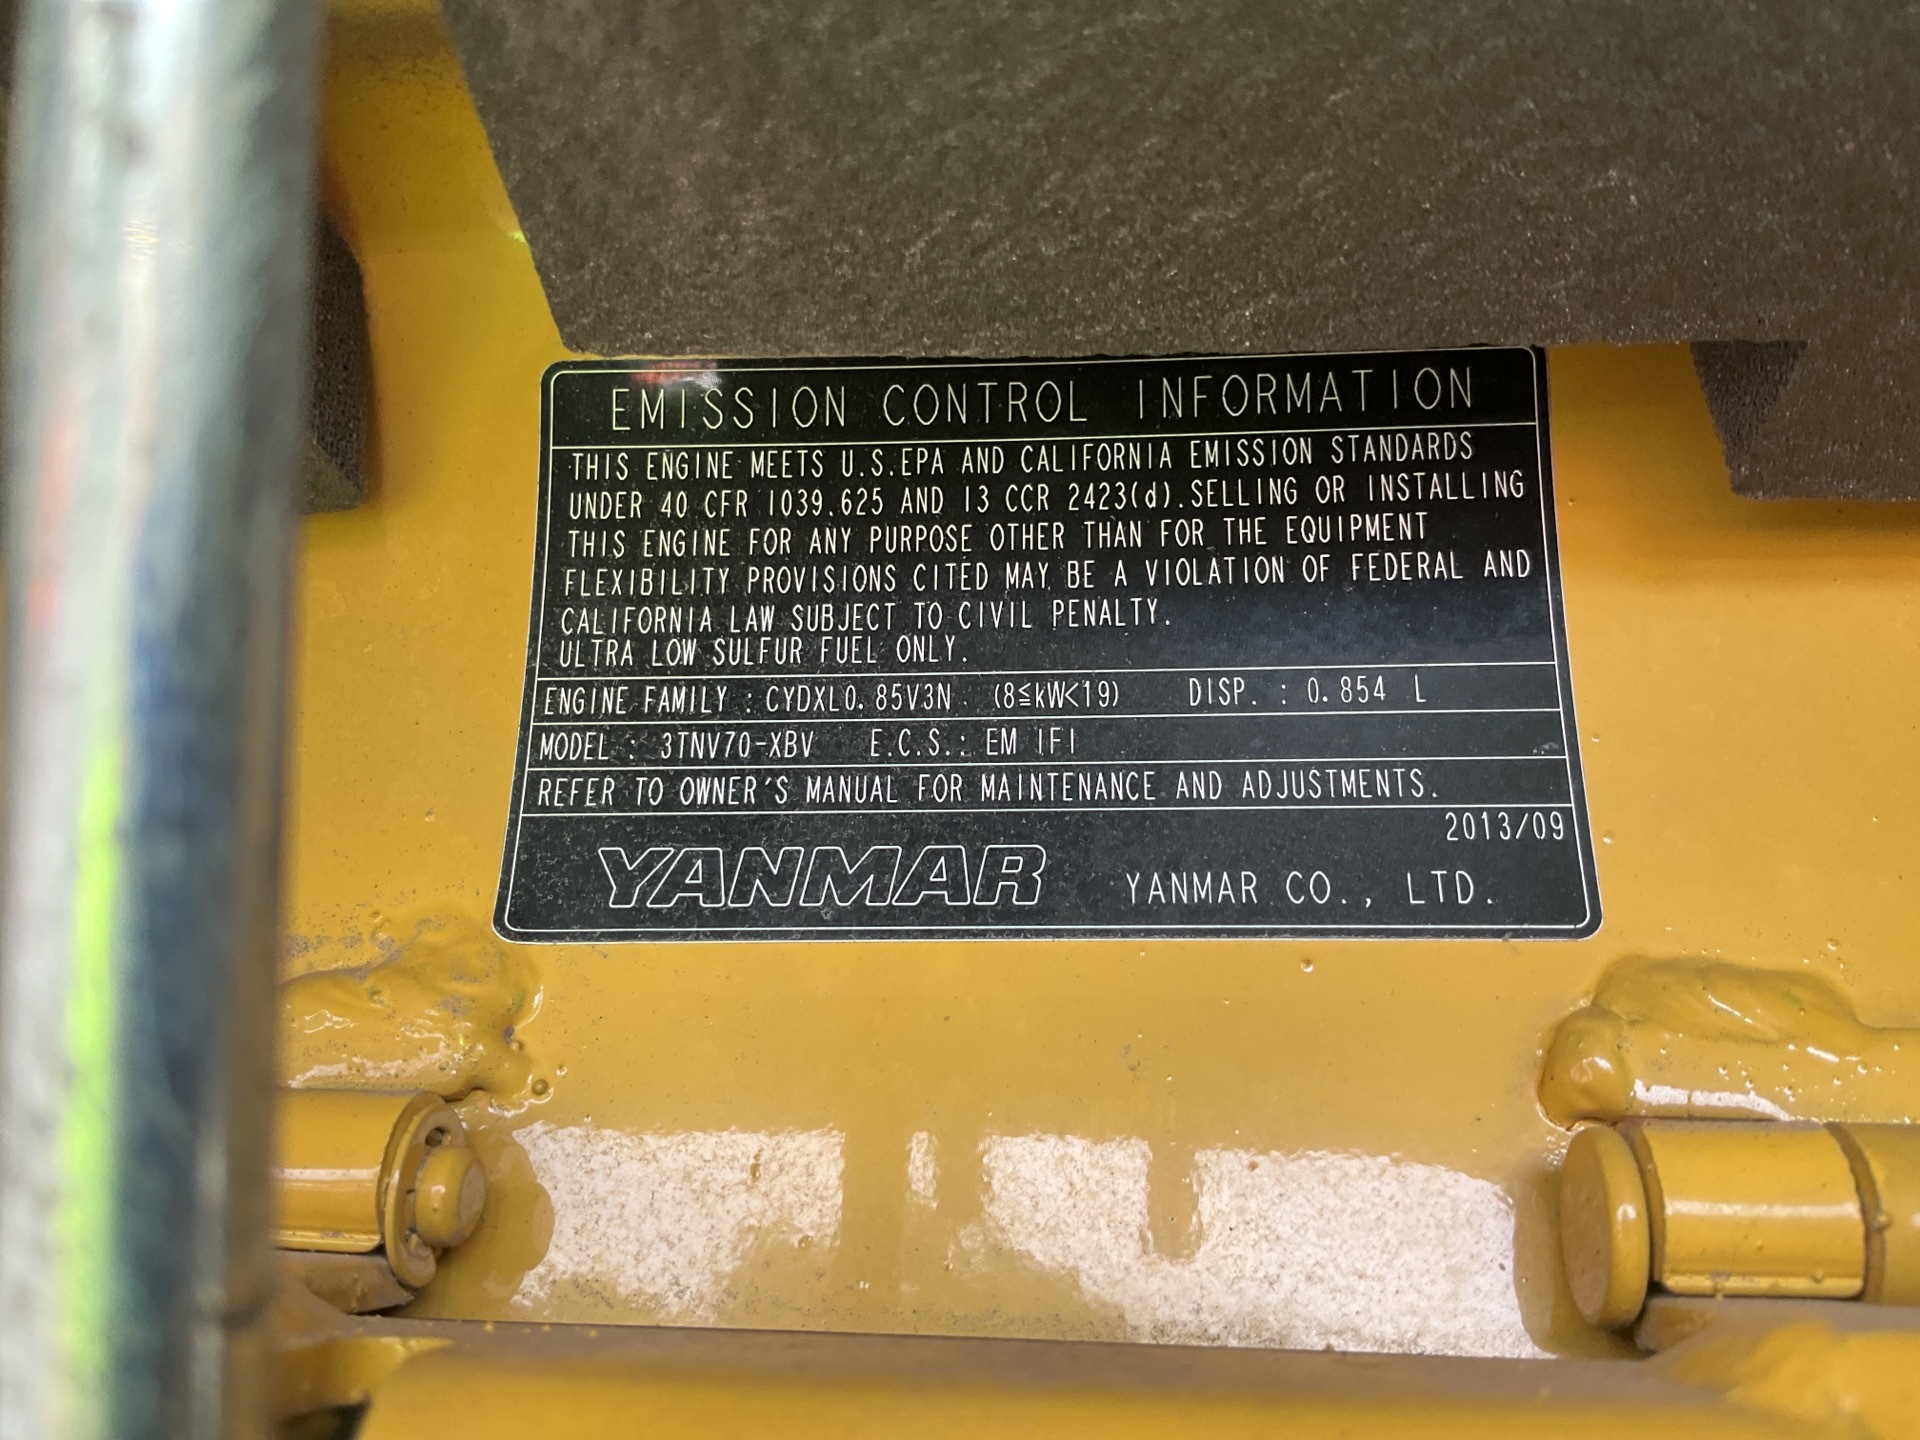 EMISSION CONTROL INFORMATION
THIS ENGINE MEETS U.S.EPA AND CALIFORNIA EMISSION STANDARDS
UNDER 40 CFR 1039.625 AND 13 CCR 2423(d).SELLING OR INSTALLING
THIS ENGINE FOR ANY PURPOSE OTHER THAN FOR THE EQUIPMENT
FLEXIBILITY PROVISIONS CITED MAY BE A VIOLATION OF FEDERAL AND
CALIFORNIA LAW SUBJECT TO CIVIL PENALTY.
ULTRA LOW SULFUR FUEL ONLY.
ENGINE FAMILY : CYDXL0.85V3N (8≦kW<19) DISP. : 0.854 L
MODEL : 3TNV70-XBV E.C.S.: EM IFI
REFER TO OWNER'S MANUAL FOR MAINTENANCE AND ADJUSTMENTS.
2013/09
YANMAR YANMAR CO., LTD.